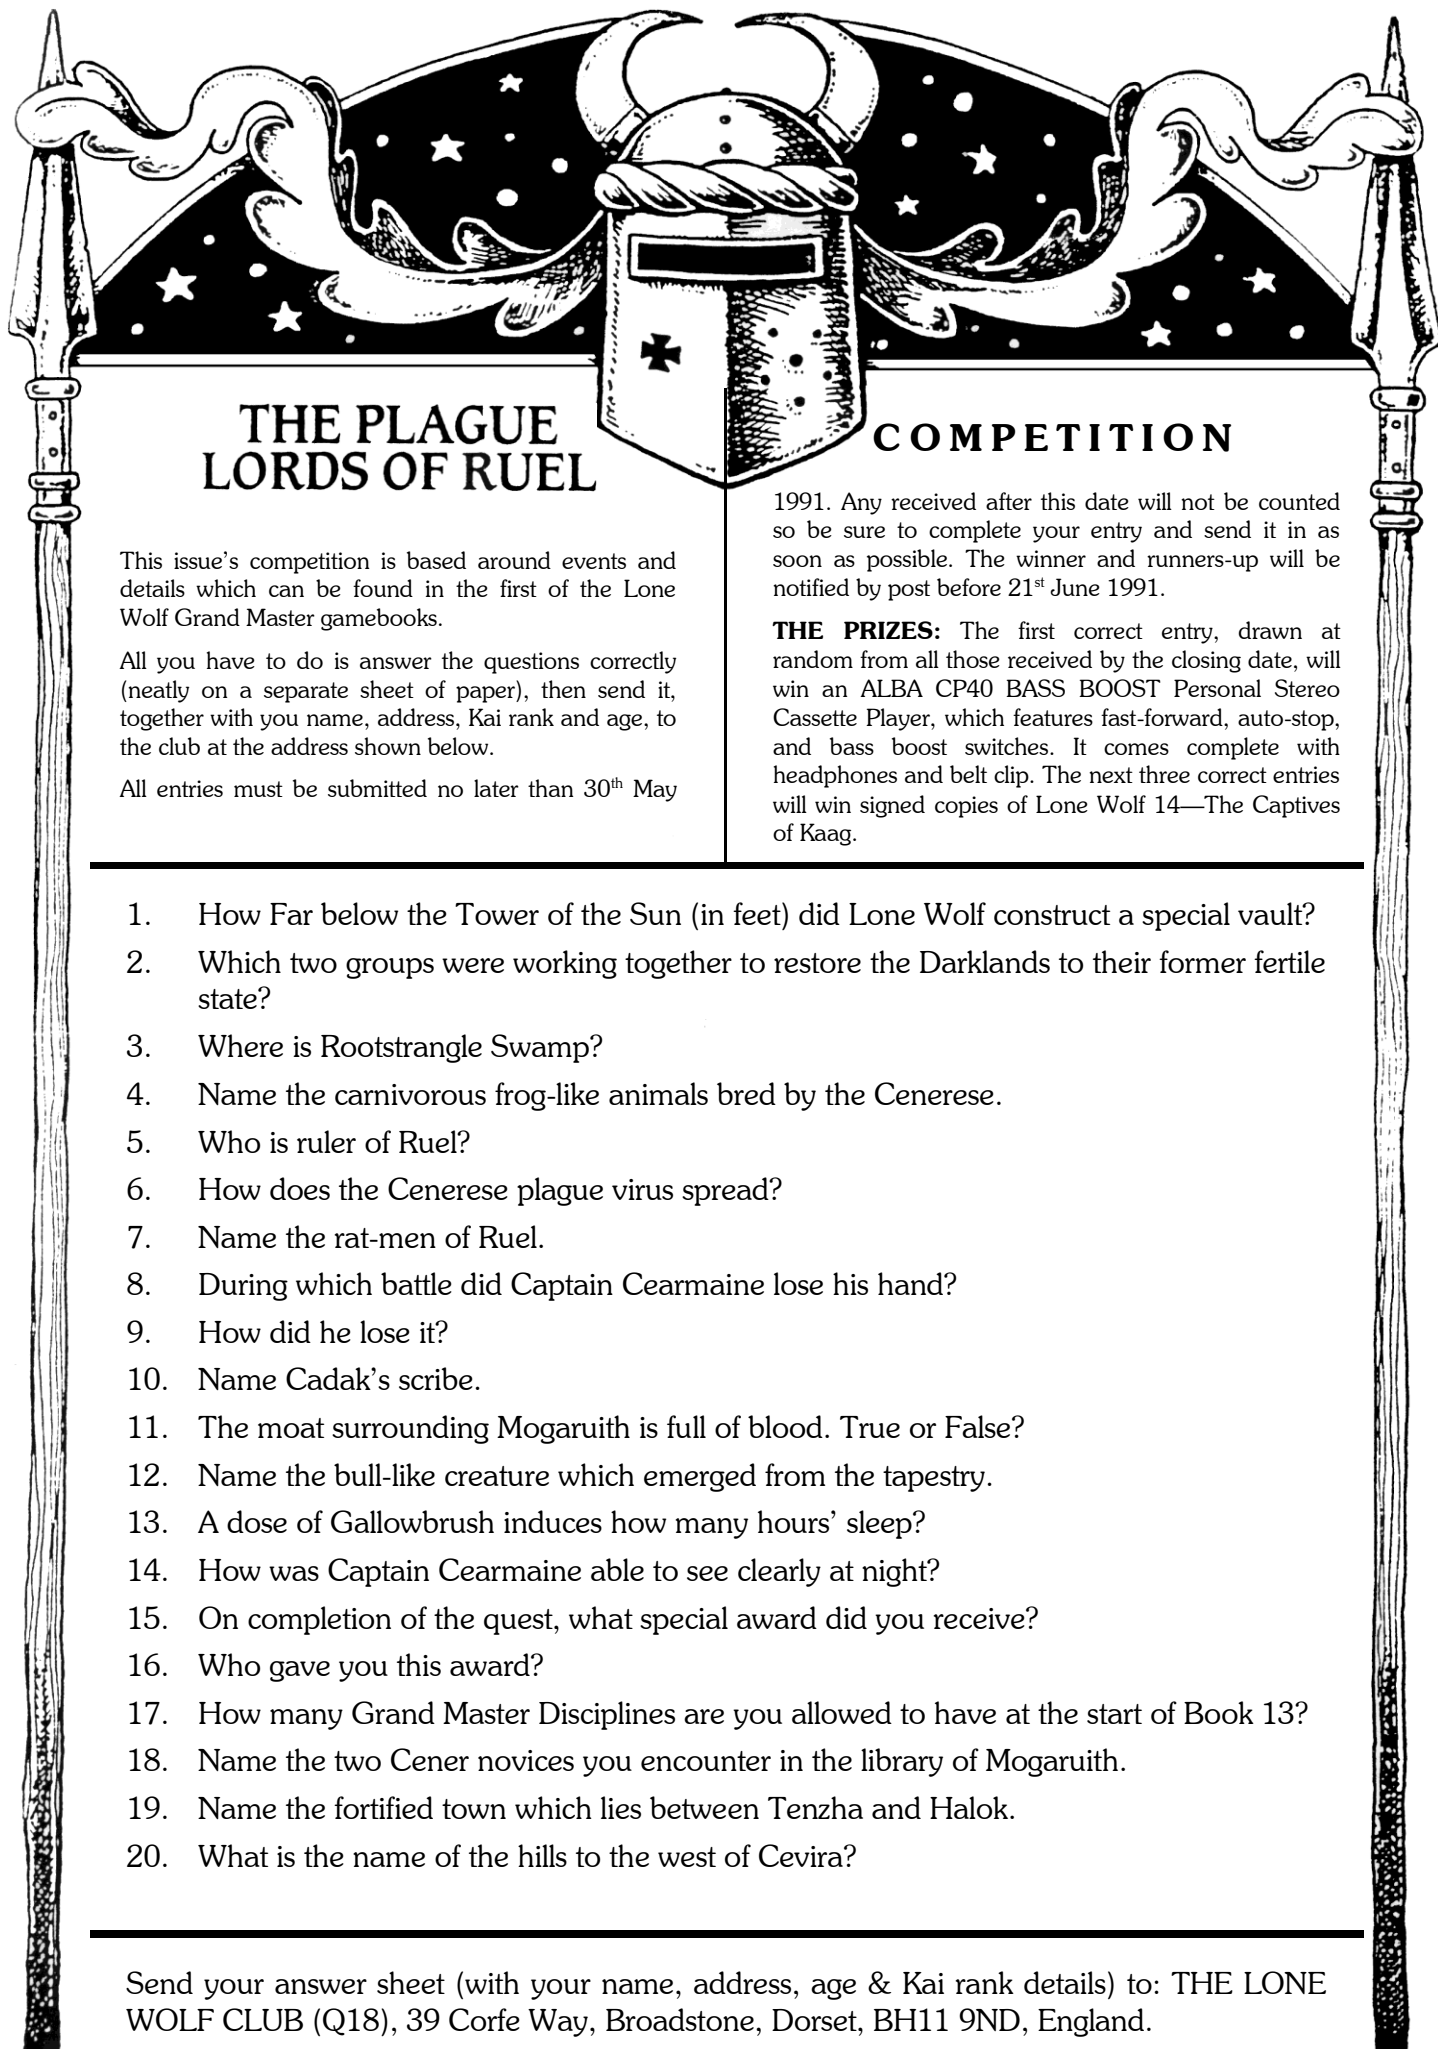 THE PLAGUE
LORDS OF RUEL
This issue's competition is based around events and
details which can be found in the first of the Lone
Wolf Grand Master gamebooks.
All you have to do is answer the questions correctly
(neatly on a separate sheet of paper), then send it,
together with you name, address, Kai rank and age, to
the club at the address shown below.
All entries must be submitted no later than 30th May
COMPETITION
1991. Any received after this date will not be counted
so be sure to complete your entry and send it in as
soon as possible. The winner and runners-up will be
notified by post before 21st June 1991.
THE PRIZES: The first correct entry, drawn at
random from all those received by the closing date, will
win an ALBA CP40 BASS BOOST Personal Stereo
Cassette Player, which features fast-forward, auto-stop,
and bass boost switches. It comes complete with
headphones and belt clip. The next three correct entries
will win signed copies of Lone Wolf 14—The Captives
of Kaag.
1. How Far below the Tower of the Sun (in feet) did Lone Wolf construct a special vault?
2. Which two groups were working together to restore the Darklands to their former fertile
state?
3. Where is Rootstrangle Swamp?
4. Name the carnivorous frog-like animals bred by the Cenerese.
5. Who is ruler of Ruel?
6. How does the Cenerese plague virus spread?
7. Name the rat-men of Ruel.
8. During which battle did Captain Cearmaine lose his hand?
9. How did he lose it?
10. Name Cadak's scribe.
11. The moat surrounding Mogaruith is full of blood. True or False?
12. Name the bull-like creature which emerged from the tapestry.
13. A dose of Gallowbrush induces how many hours' sleep?
14. How was Captain Cearmaine able to see clearly at night?
15. On completion of the quest, what special award did you receive?
16. Who gave you this award?
17. How many Grand Master Disciplines are you allowed to have at the start of Book 13?
18. Name the two Cener novices you encounter in the library of Mogaruith.
19. Name the fortified town which lies between Tenzha and Halok.
20. What is the name of the hills to the west of Cevira?
Send your answer sheet (with your name, address, age & Kai rank details) to: THE LONE
WOLF CLUB (Q18), 39 Corfe Way, Broadstone, Dorset, BH11 9ND, England.